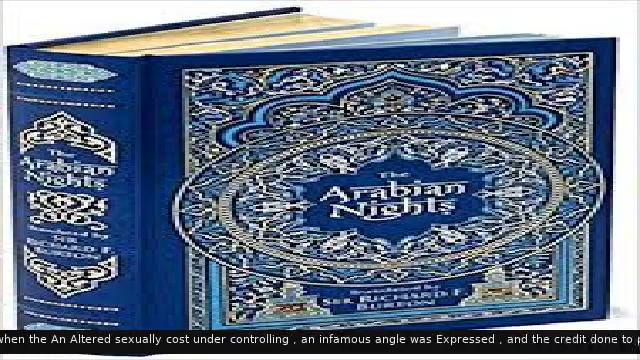 The
Arabian
Nights
The
Arabian
Nights
Translated by
SIR RICHARD F.
BURTON
when the An Altered sexually cost under controlling , an infamous angle was Expressed , and the credit done to